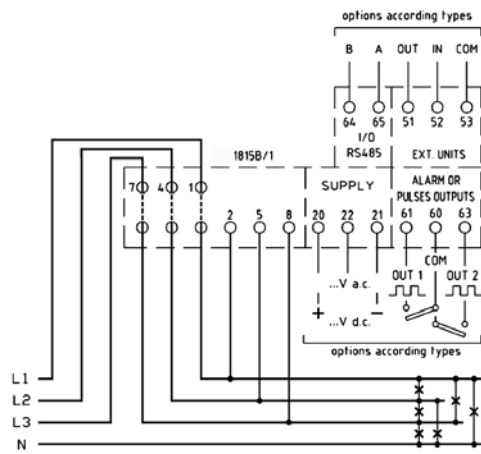 options according types
B A OUT IN COM
64 65 51 52 53
I/O
RS485 EXT. UNITS
1815B/1
SUPPLY ALARM OR
PULSES OUTPUTS
7 4 1
2 5 8 20 22 21 61 60 63
COM
OUT 1 OUT 2
...V a.c.
+ ...V d.c. −
options according types
L1
L2
L3
N